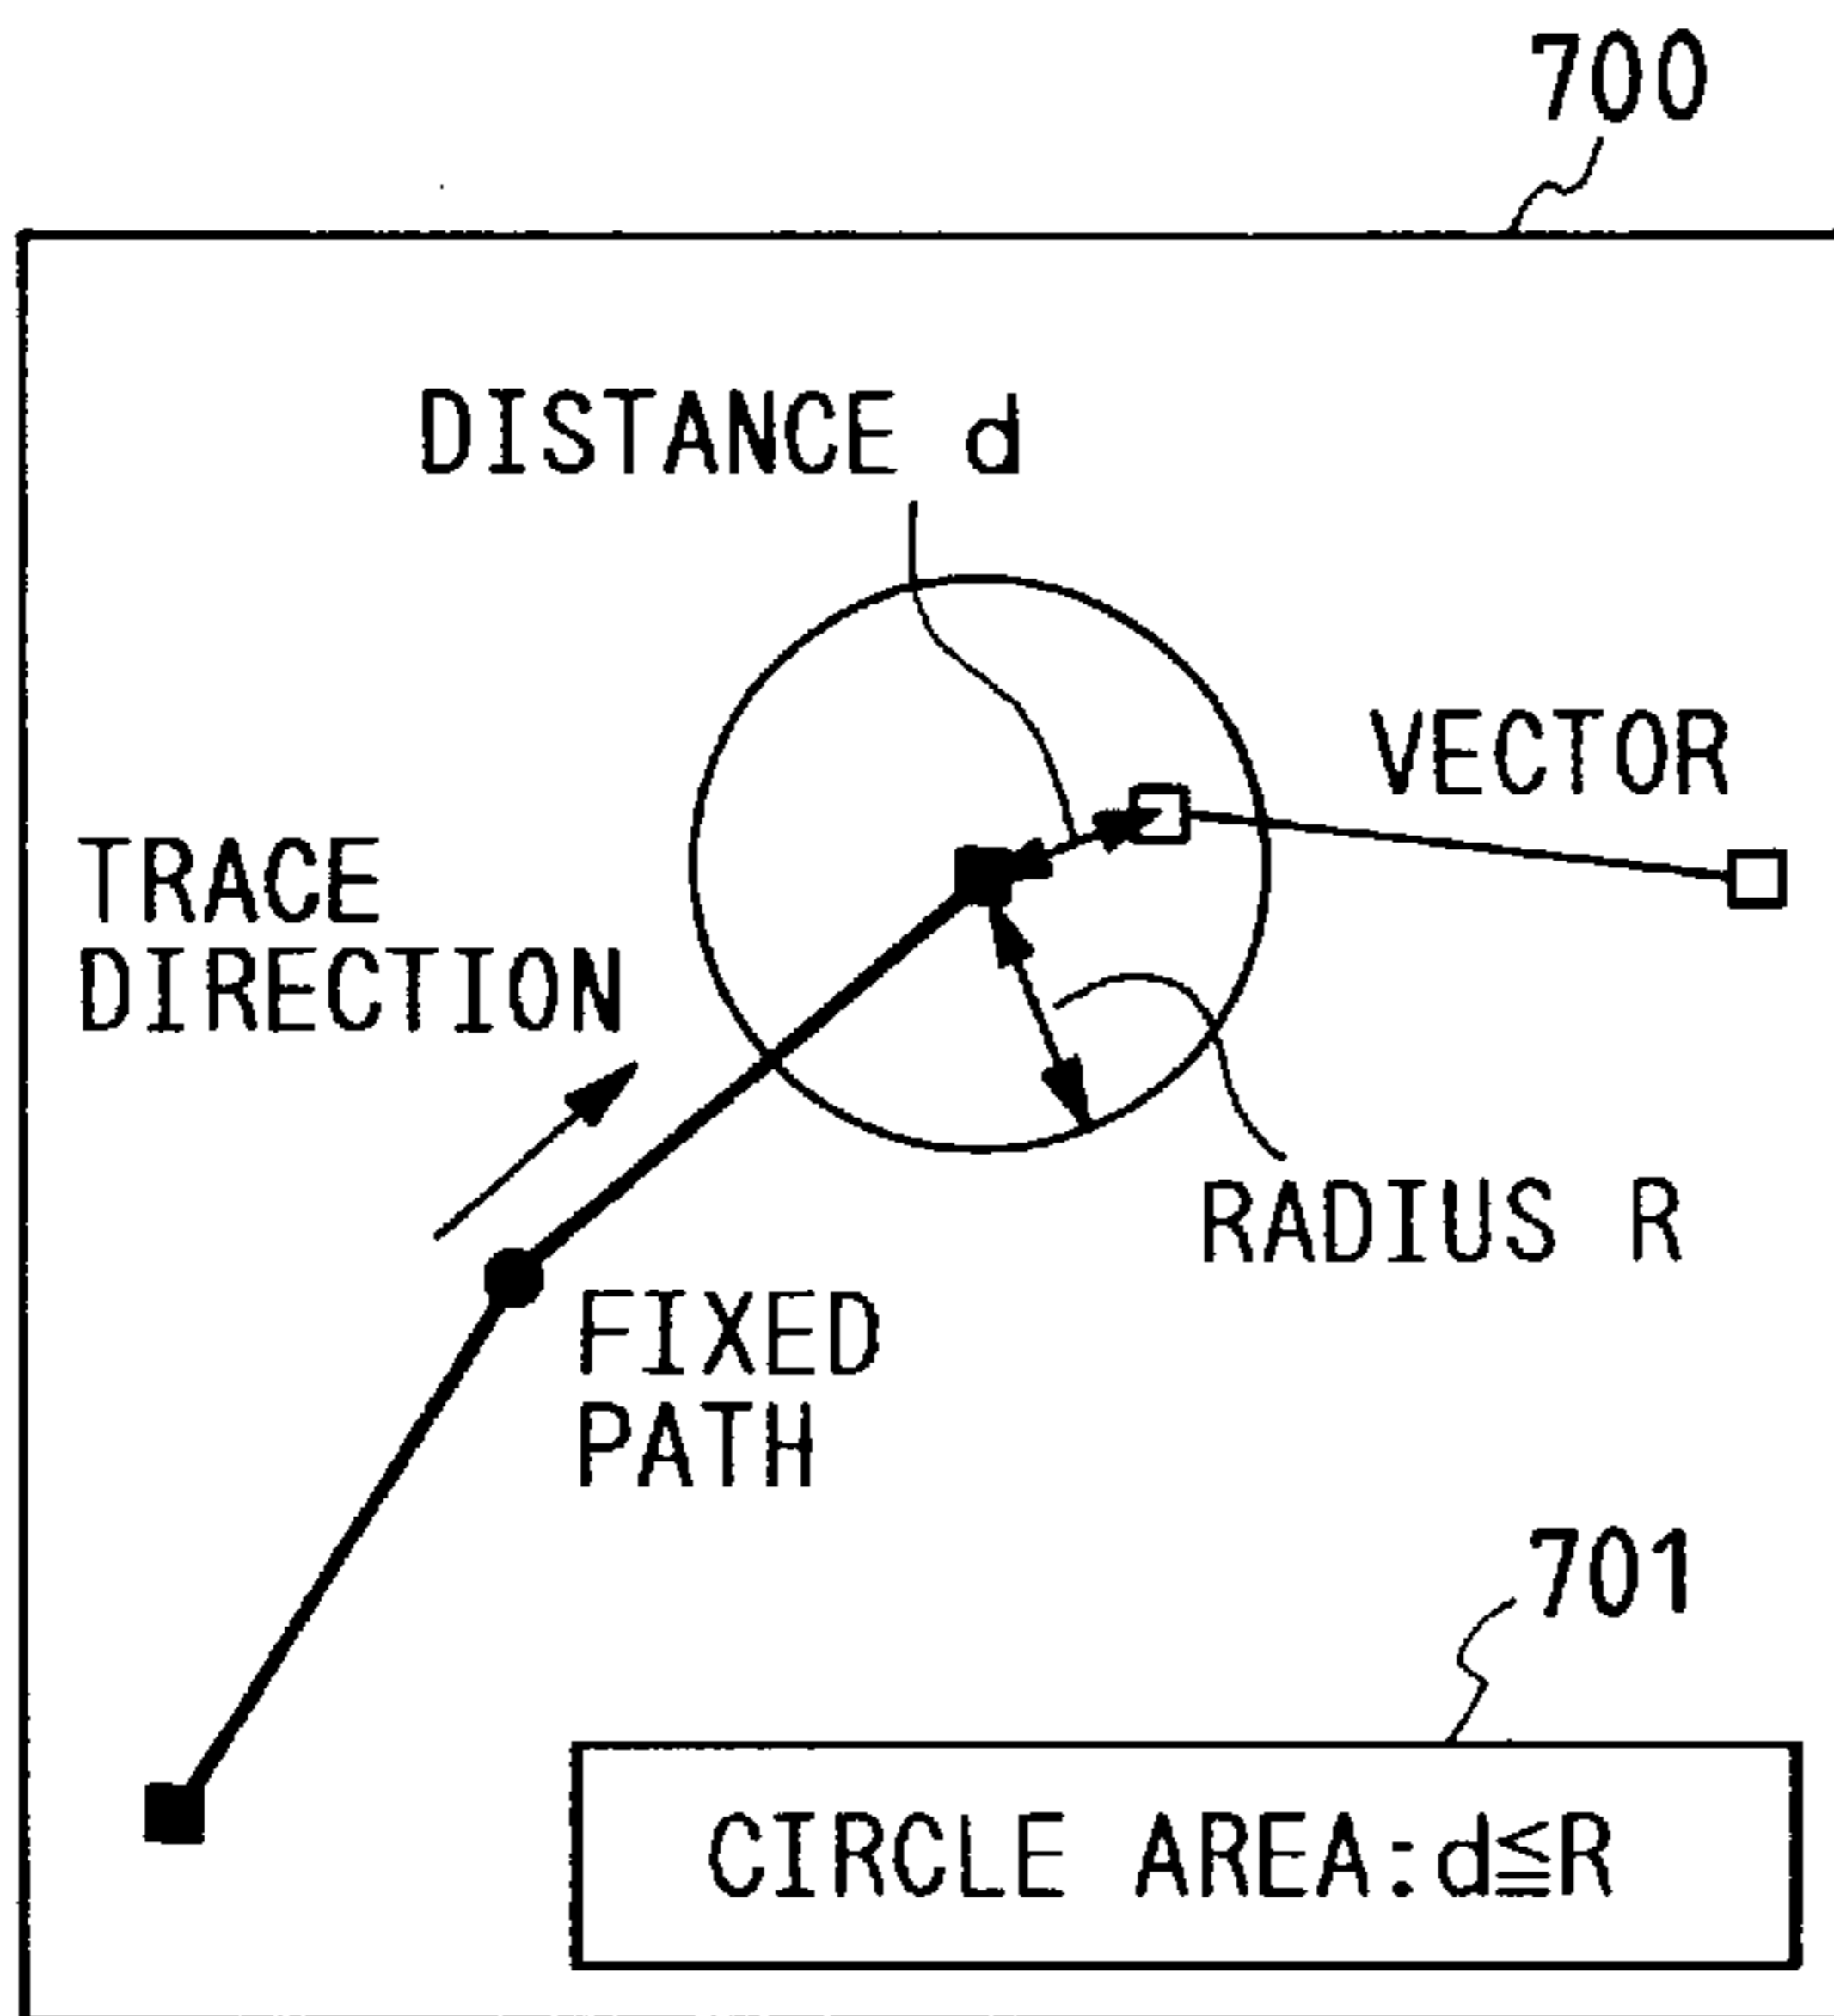 700
DISTANCE d
VECTOR
TRACE
DIRECTION
RADIUS R
FIXED
PATH
701
CIRCLE AREA:d≦R